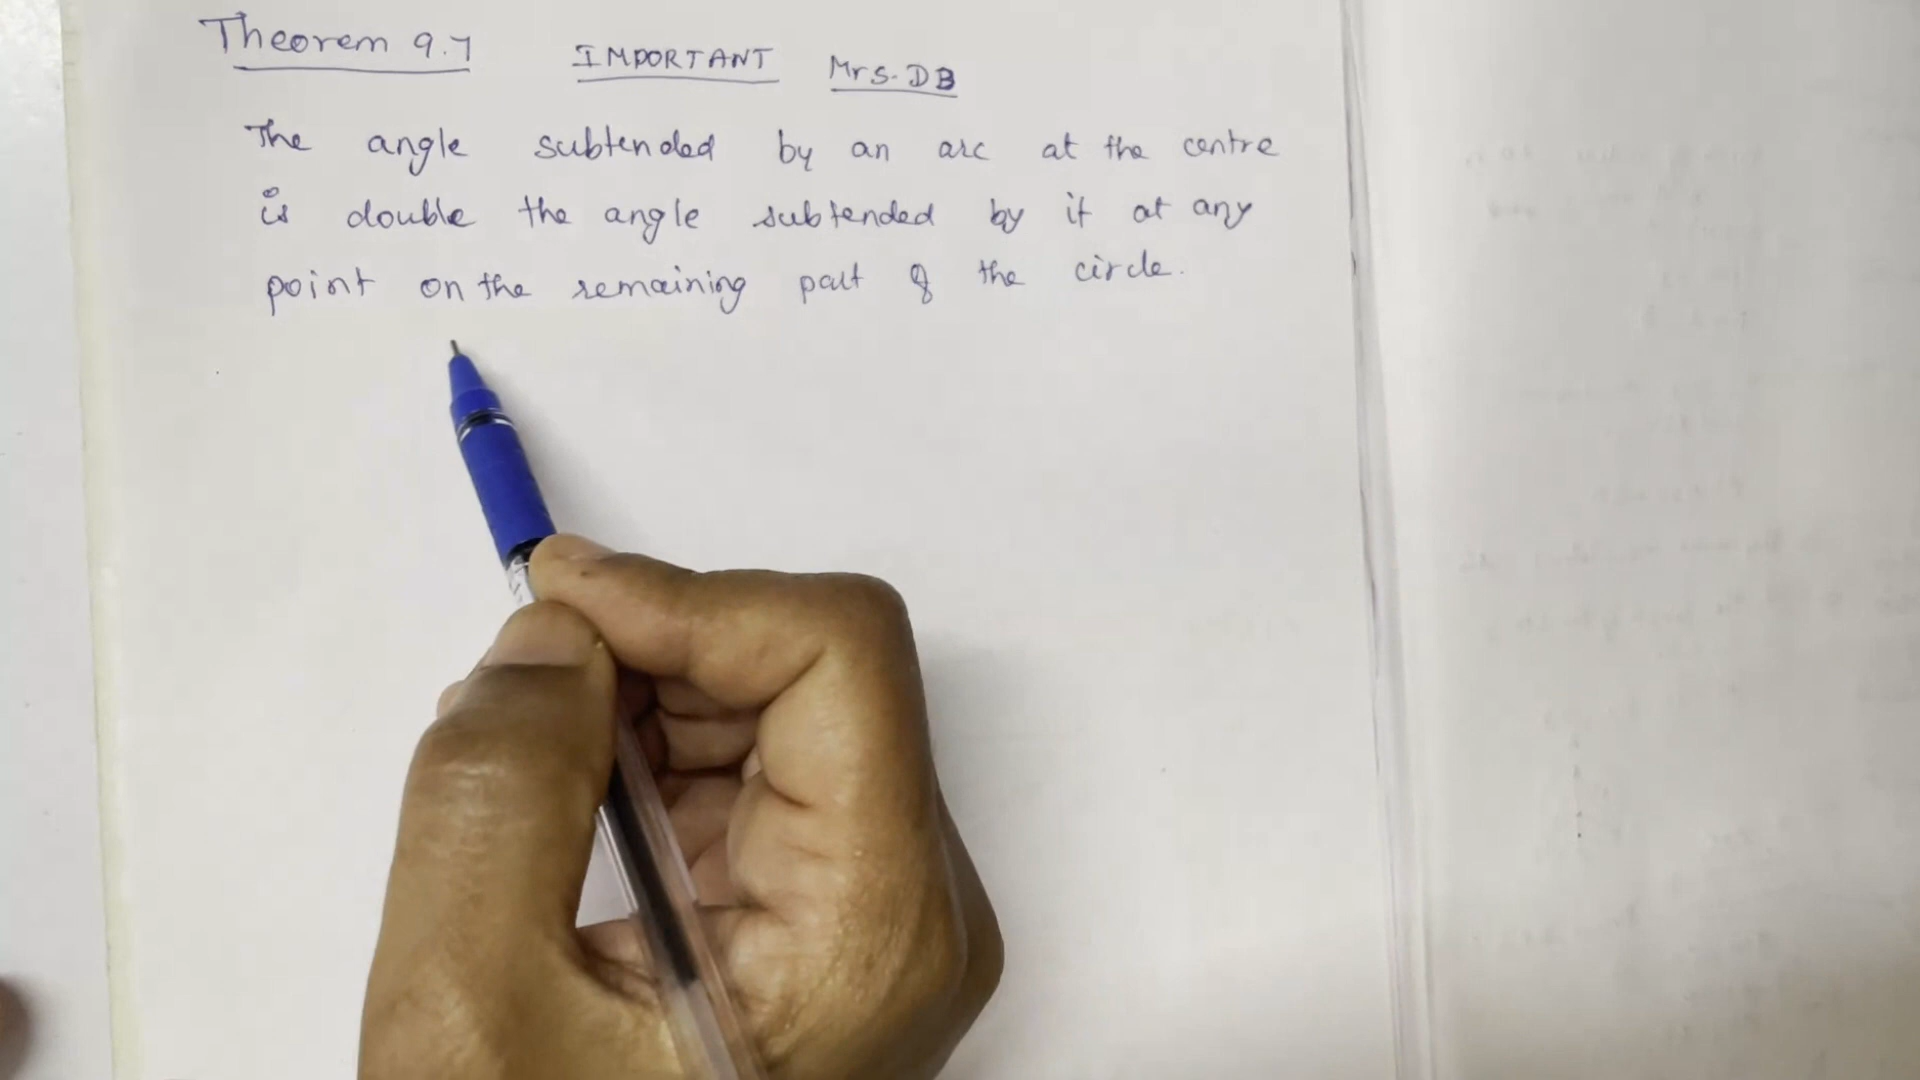 Theorem 9.7 IMPORTANT Mrs. DB
The angle subtended by an arc at the centre
is double the angle subtended by it at any
point on the remaining part of the circle.